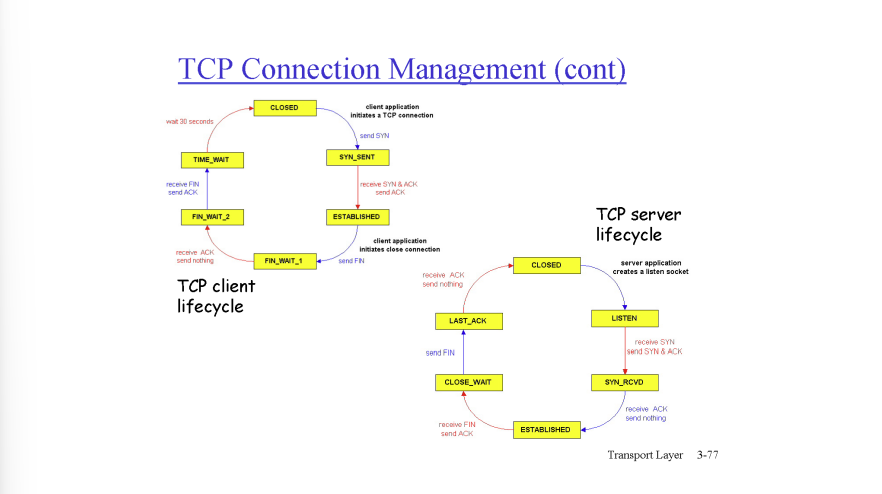 TCP Connection Management (cont)
CLOSED
client application
initiates a TCP connection
wait 30 seconds
send SYN
TIME_WAIT
SYN_SENT
receive FIN
send ACK
receive SYN & ACK
send ACK
FIN_WAIT_2
ESTABLISHED
client application
initiates close connection
receive ACK
send nothing
FIN_WAIT_1
send FIN
TCP client
lifecycle
TCP server
lifecycle
CLOSED
server application
creates a listen socket
receive ACK
send nothing
LAST_ACK
LISTEN
send FIN
receive SYN
send SYN & ACK
CLOSE_WAIT
SYN_RCVD
receive ACK
send nothing
receive FIN
send ACK
ESTABLISHED
Transport Layer 3-77